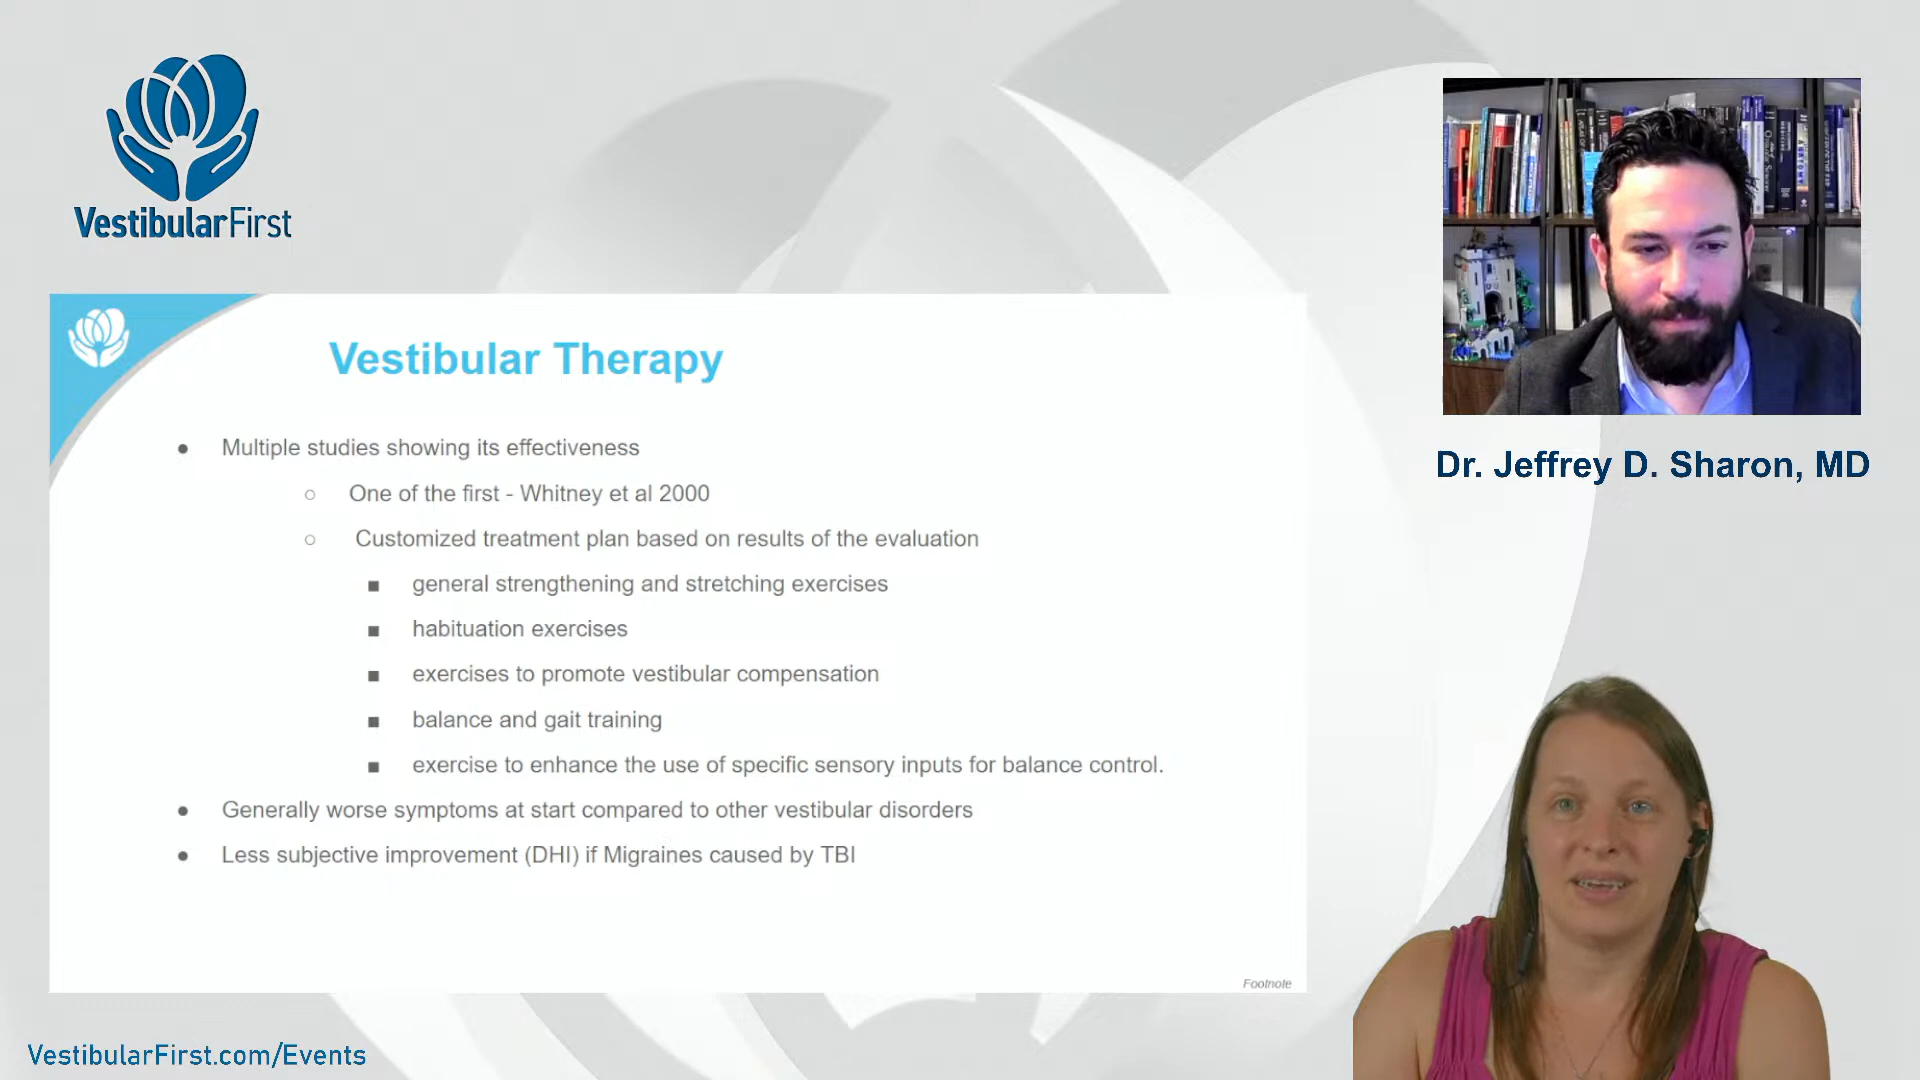 VestibularFirst
Vestibular Therapy
● Multiple studies showing its effectiveness
○ One of the first - Whitney et al 2000
○ Customized treatment plan based on results of the evaluation
■ general strengthening and stretching exercises
■ habituation exercises
■ exercises to promote vestibular compensation
■ balance and gait training
■ exercise to enhance the use of specific sensory inputs for balance control.
● Generally worse symptoms at start compared to other vestibular disorders
● Less subjective improvement (DHI) if Migraines caused by TBI
Footnote
Dr. Jeffrey D. Sharon, MD
VestibularFirst.com/Events